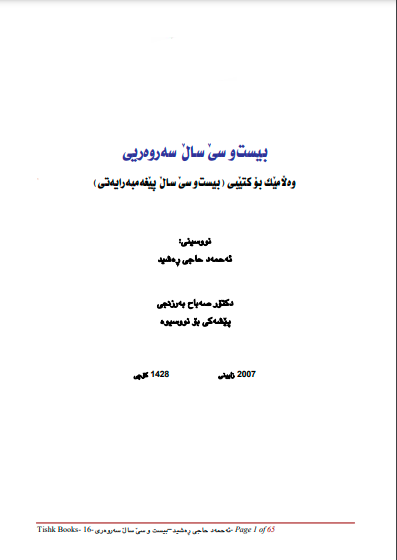 بیست‌و سێ ساڵ سەروەریی
وەڵامێك بۆ كتێبی (بیست‌و سێ ساڵ پێغەمبەرایەتی)
نووسینی:
ئەحمەد حاجی ڕەشید
دكتۆر صەباح بەرزنجی
پێشەكی بۆ نووسیوە
2007 زایینی 1428 كۆچی
Tishk Books- 16-ئەحمەد حاجی ڕەشید–بیست و سێ ساڵ سەروەری- Page 1 of 65